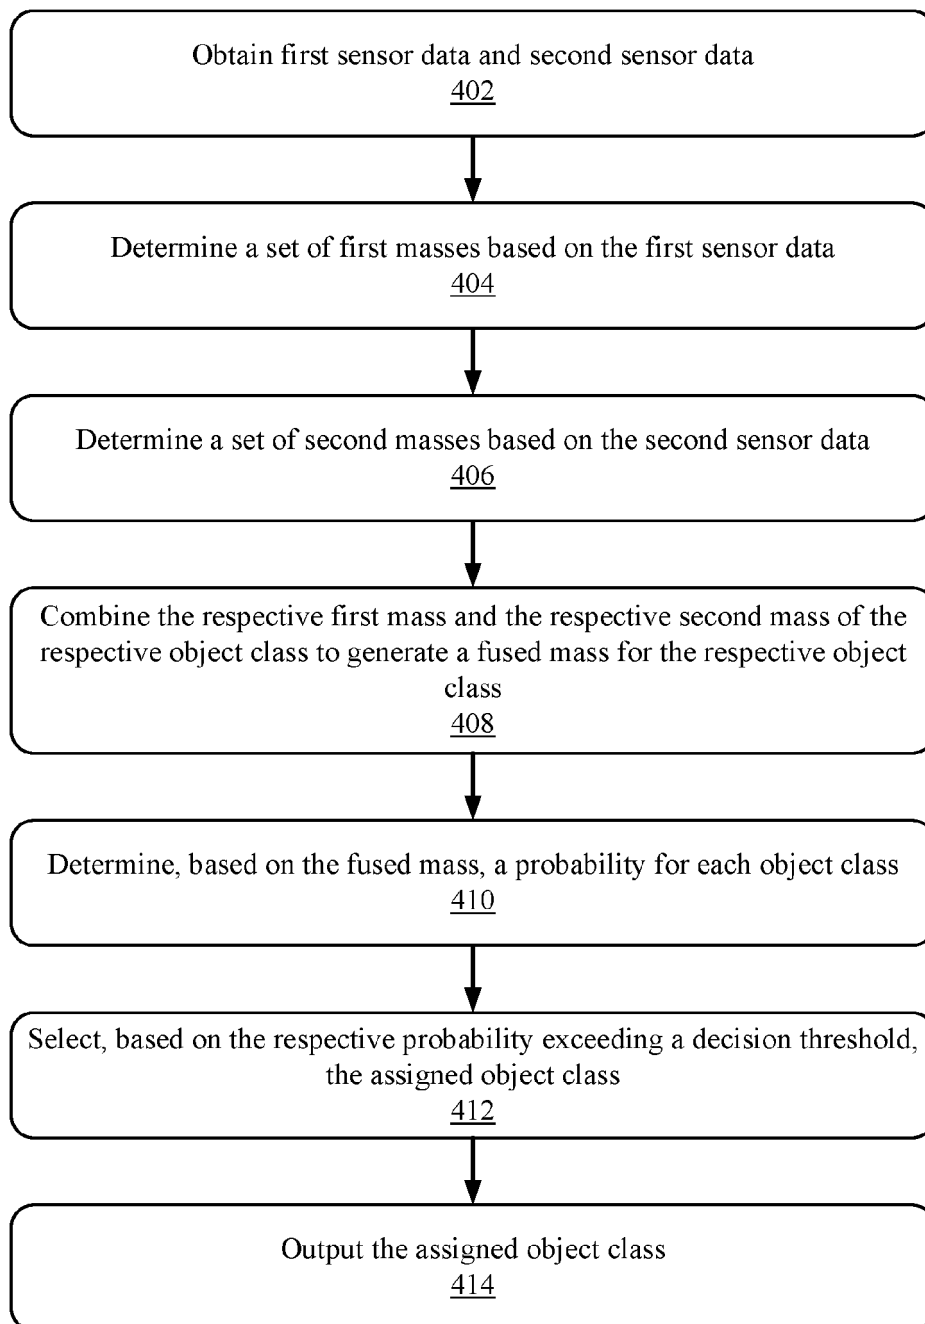 Obtain first sensor data and second sensor data
402
Determine a set of first masses based on the first sensor data
404
Determine a set of second masses based on the second sensor data
406
Combine the respective first mass and the respective second mass of the
respective object class to generate a fused mass for the respective object
class
408
Determine, based on the fused mass, a probability for each object class
410
Select, based on the respective probability exceeding a decision threshold,
the assigned object class
412
Output the assigned object class
414